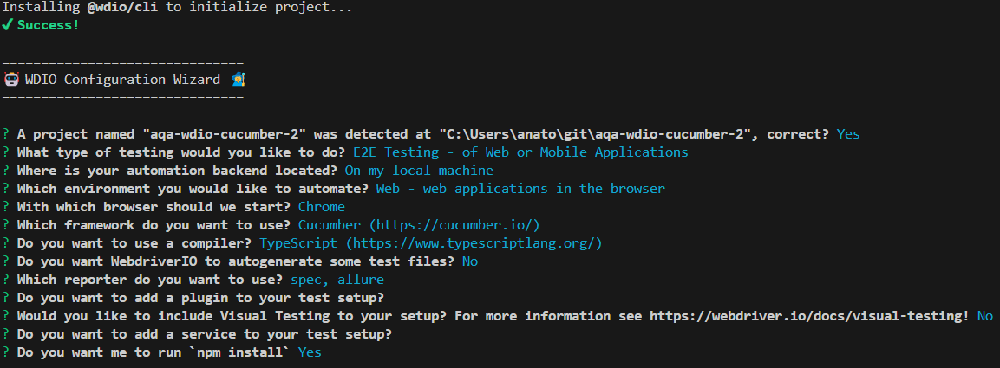 Installing @wdio/cli to initialize project...
✔ Success!
===============================
🤖 WDIO Configuration Wizard 🧙
===============================
? A project named "aqa-wdio-cucumber-2" was detected at "C:\Users\anato\git\aqa-wdio-cucumber-2", correct? Yes
? What type of testing would you like to do? E2E Testing - of Web or Mobile Applications
? Where is your automation backend located? On my local machine
? Which environment you would like to automate? Web - web applications in the browser
? With which browser should we start? Chrome
? Which framework do you want to use? Cucumber (https://cucumber.io/)
? Do you want to use a compiler? TypeScript (https://www.typescriptlang.org/)
? Do you want WebdriverIO to autogenerate some test files? No
? Which reporter do you want to use? spec, allure
? Do you want to add a plugin to your test setup?
? Would you like to include Visual Testing to your setup? For more information see https://webdriver.io/docs/visual-testing! No
? Do you want to add a service to your test setup?
? Do you want me to run `npm install` Yes